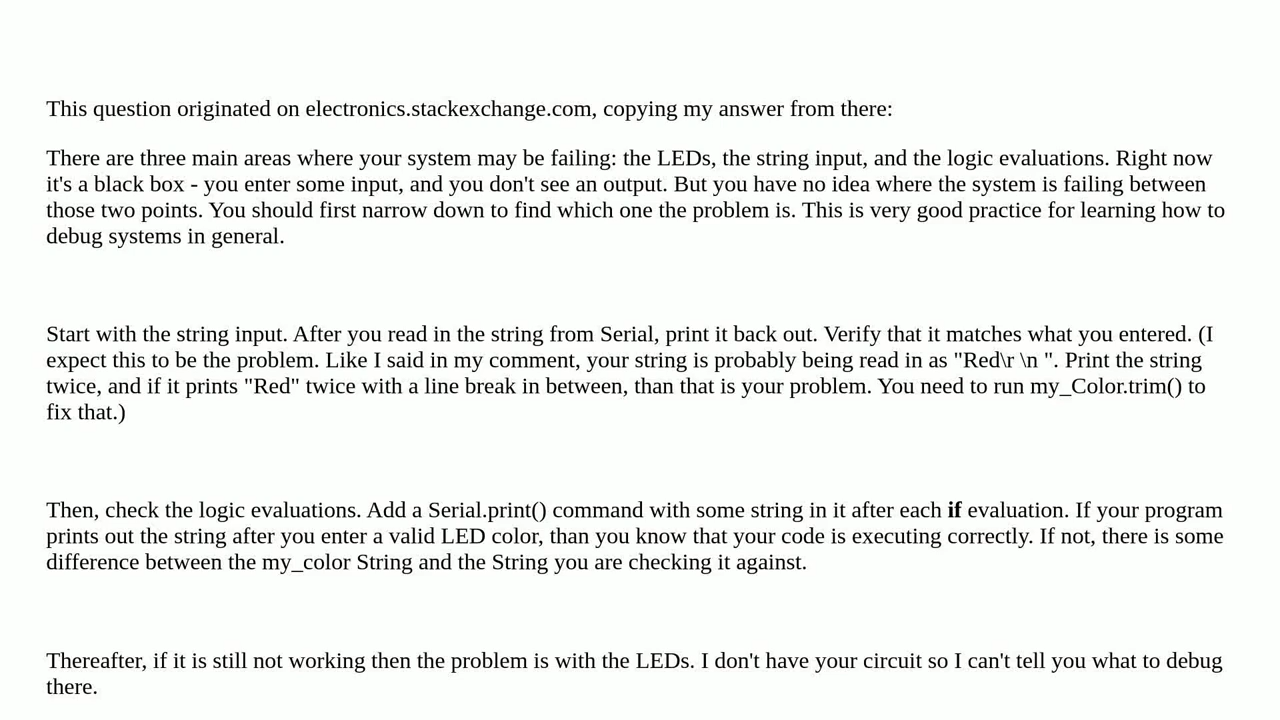 This question originated on electronics.stackexchange.com, copying my answer from there:
There are three main areas where your system may be failing: the LEDs, the string input, and the logic evaluations. Right now
it's a black box - you enter some input, and you don't see an output. But you have no idea where the system is failing between
those two points. You should first narrow down to find which one the problem is. This is very good practice for learning how to
debug systems in general.
Start with the string input. After you read in the string from Serial, print it back out. Verify that it matches what you entered. (I
expect this to be the problem. Like I said in my comment, your string is probably being read in as "Red\r \n ". Print the string
twice, and if it prints "Red" twice with a line break in between, than that is your problem. You need to run my_Color.trim() to
fix that.)
Then, check the logic evaluations. Add a Serial.print() command with some string in it after each if evaluation. If your program
prints out the string after you enter a valid LED color, than you know that your code is executing correctly. If not, there is some
difference between the my_color String and the String you are checking it against.
Thereafter, if it is still not working then the problem is with the LEDs. I don't have your circuit so I can't tell you what to debug
there.